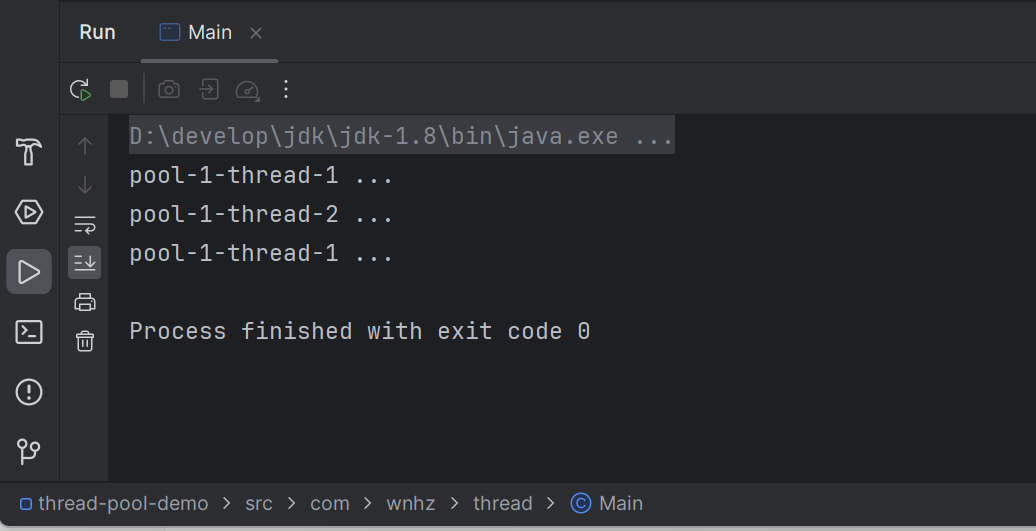 Run Main
D:\develop\jdk\jdk-1.8\bin\java.exe ...
pool-1-thread-1 ...
pool-1-thread-2 ...
pool-1-thread-1 ...
Process finished with exit code 0
thread-pool-demo > src > com > wnhz > thread > Main